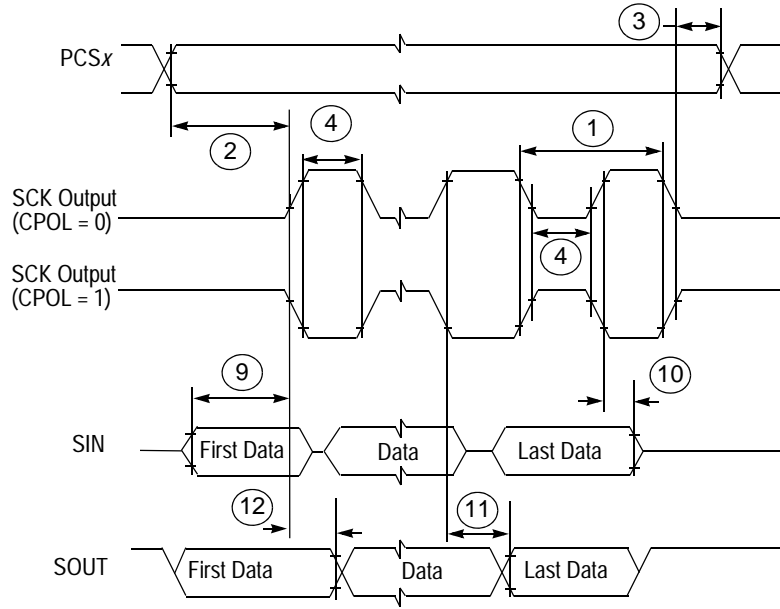 3
PCSx
2
4
1
SCK Output
(CPOL = 0)
4
SCK Output
(CPOL = 1)
9
10
SIN
First Data
Data
Last Data
12
11
SOUT
First Data
Data
Last Data